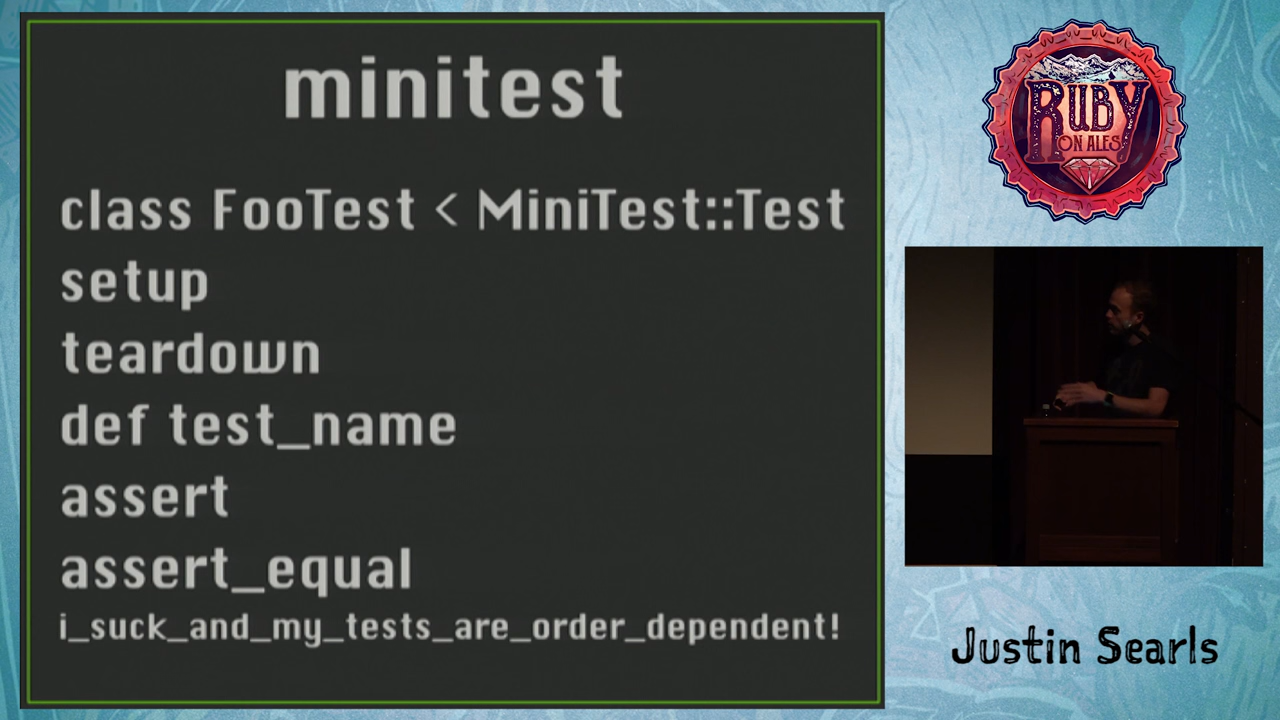 minitest
class FooTest < MiniTest::Test
setup
teardown
def test_name
assert
assert_equal
i_suck_and_my_tests_are_order_dependent!
RUBY
ON ALES
Justin Searls